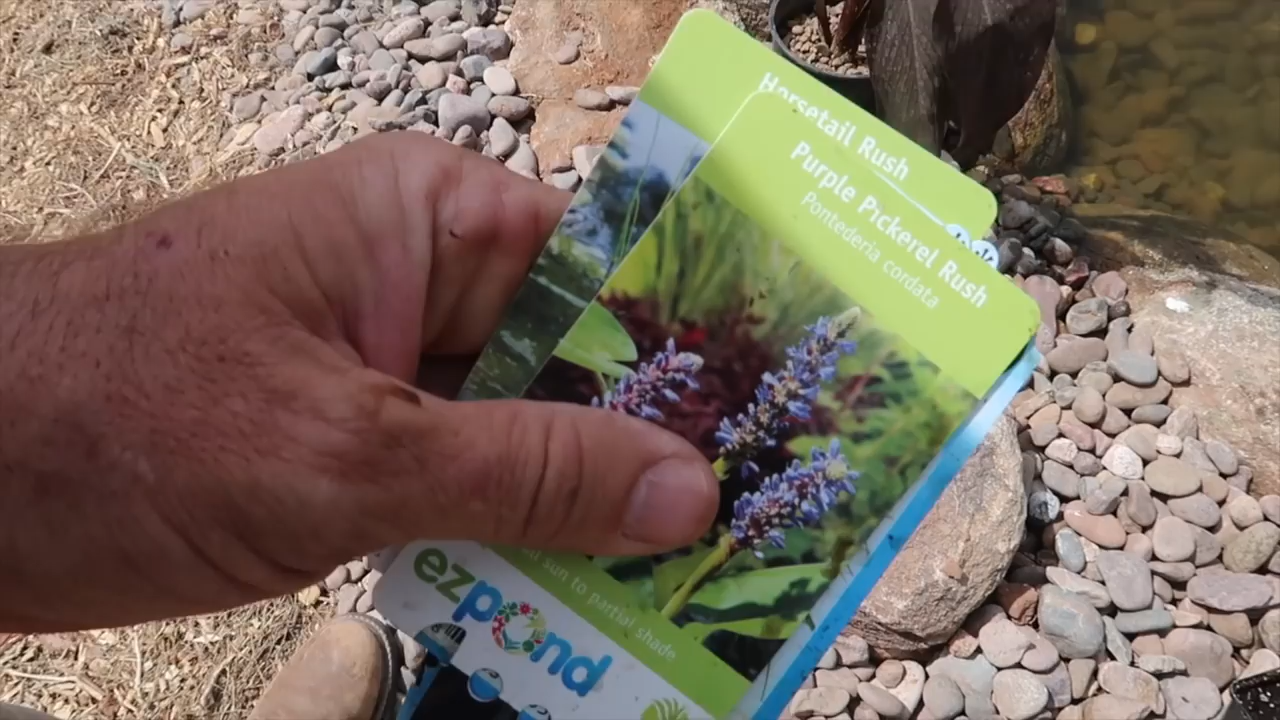 Horsetail Rush
Purple Pickerel Rush
Pontederia cordata
sun to partial shade
ezpond